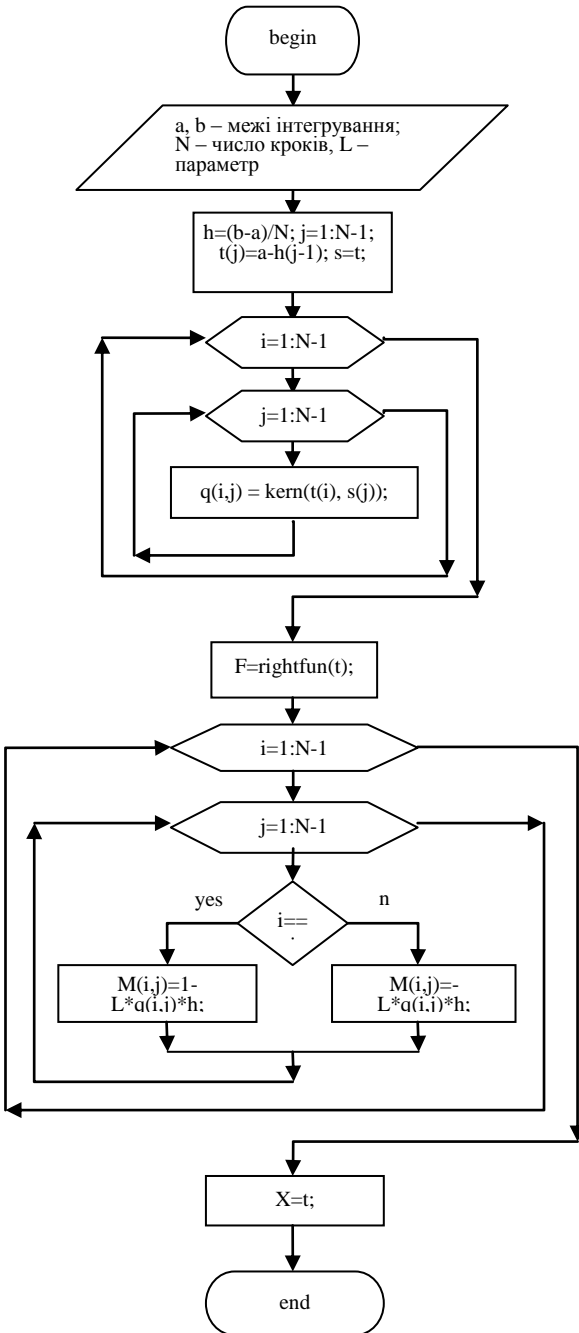 begin
a, b – межі інтегрування;
N – число кроків, L –
параметр
h=(b-a)/N; j=1:N-1;
t(j)=a-h(j-1); s=t;
i=1:N-1
j=1:N-1
q(i,j) = kern(t(i), s(j));
F=rightfun(t);
i=1:N-1
j=1:N-1
yes
n
i==
M(i,j)=1-
L*q(i,j)*h;
M(i,j)=-
L*q(i,j)*h;
X=t;
end